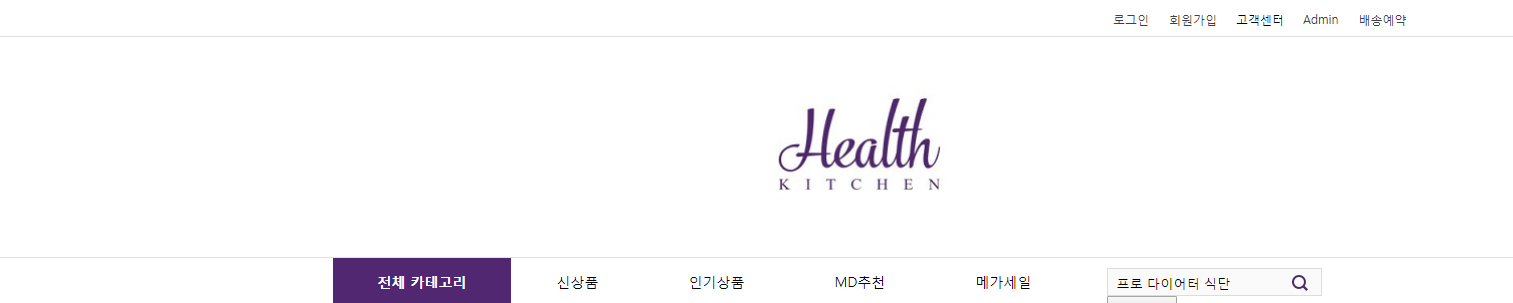 로그인 회원가입 고객센터 Admin 배송예약
Health
KITCHEN
전체 카테고리 신상품 인기상품 MD추천 메가세일 프로 다이어터 식단